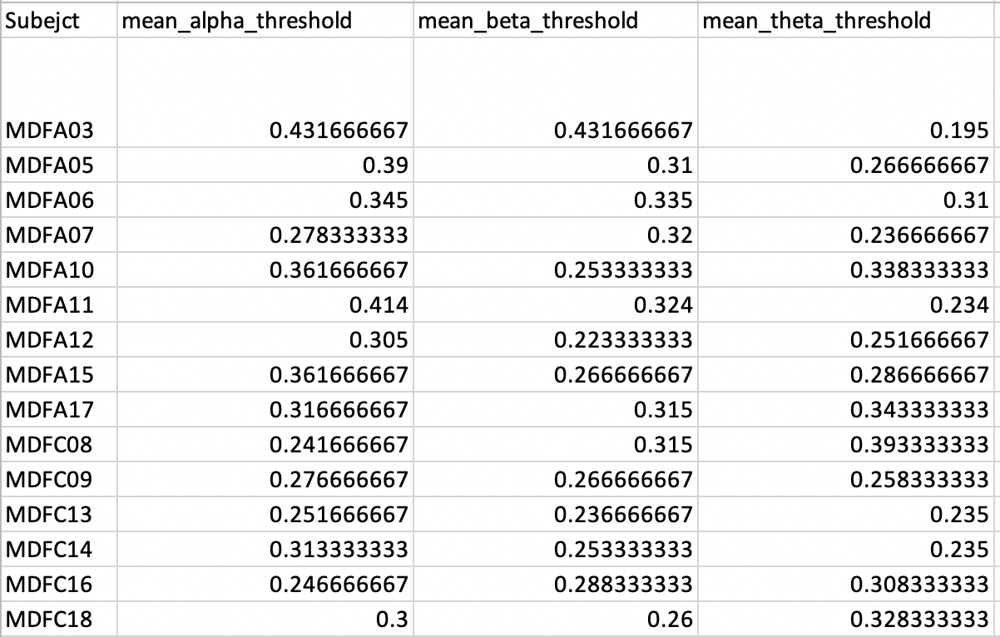 Subejct mean_alpha_threshold mean_beta_threshold mean_theta_threshold
MDFA03 0.431666667 0.431666667 0.195
MDFA05 0.39 0.31 0.266666667
MDFA06 0.345 0.335 0.31
MDFA07 0.278333333 0.32 0.236666667
MDFA10 0.361666667 0.253333333 0.338333333
MDFA11 0.414 0.324 0.234
MDFA12 0.305 0.223333333 0.251666667
MDFA15 0.361666667 0.266666667 0.286666667
MDFA17 0.316666667 0.315 0.343333333
MDFC08 0.241666667 0.315 0.393333333
MDFC09 0.276666667 0.266666667 0.258333333
MDFC13 0.251666667 0.236666667 0.235
MDFC14 0.313333333 0.253333333 0.235
MDFC16 0.246666667 0.288333333 0.308333333
MDFC18 0.3 0.26 0.328333333